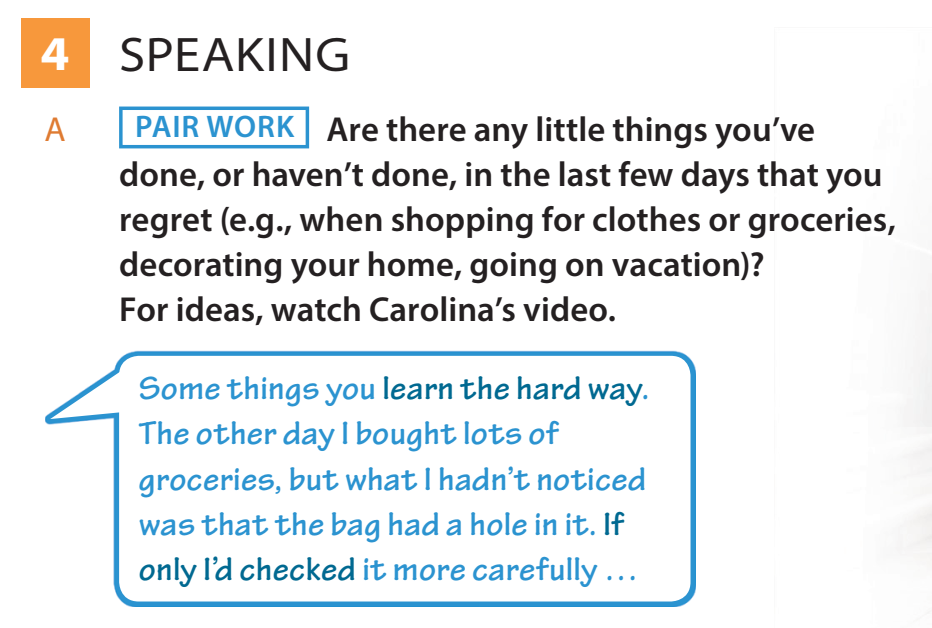 4 SPEAKING
A PAIR WORK Are there any little things you've
done, or haven't done, in the last few days that you
regret (e.g., when shopping for clothes or groceries,
decorating your home, going on vacation)?
For ideas, watch Carolina's video.
Some things you learn the hard way.
The other day I bought lots of
groceries, but what I hadn't noticed
was that the bag had a hole in it. If
only I'd checked it more carefully …